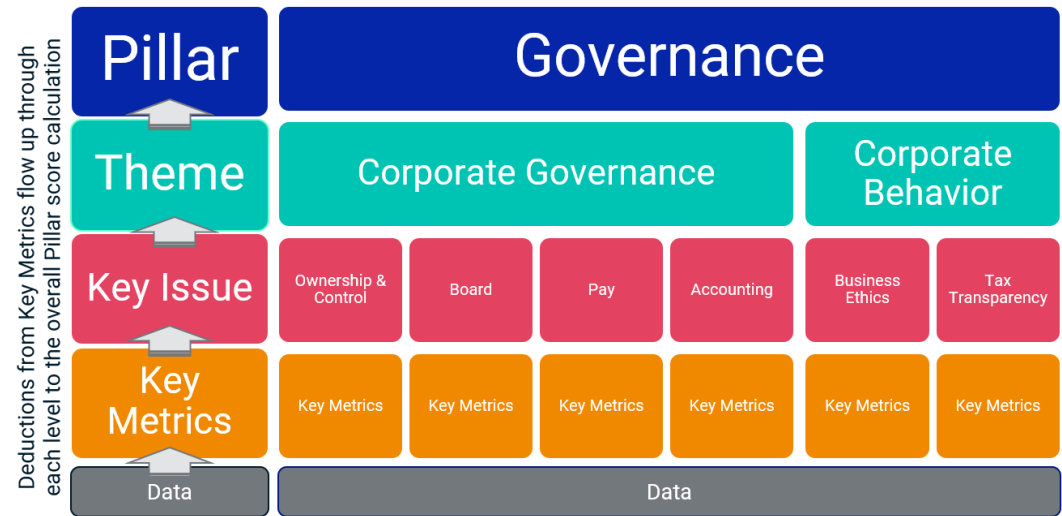 Deductions from Key Metrics flow up through
each level to the overall Pillar score calculation
Pillar
Governance
Theme
Corporate Governance
Corporate
Behavior
Key Issue
Ownership &
Control
Board
Pay
Accounting
Business
Ethics
Tax
Transparency
Key
Metrics
Key Metrics
Key Metrics
Key Metrics
Key Metrics
Key Metrics
Key Metrics
Data
Data